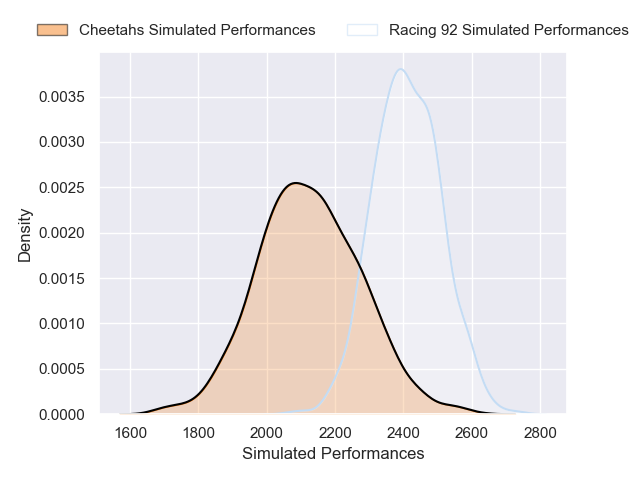 Cheetahs Simulated Performances Racing 92 Simulated Performances
0.0035
0.0030
0.0025
0.0020
0.0015
0.0010
0.0005
0.0000
Density
1600 1800 2000 2200 2400 2600 2800
Simulated Performances